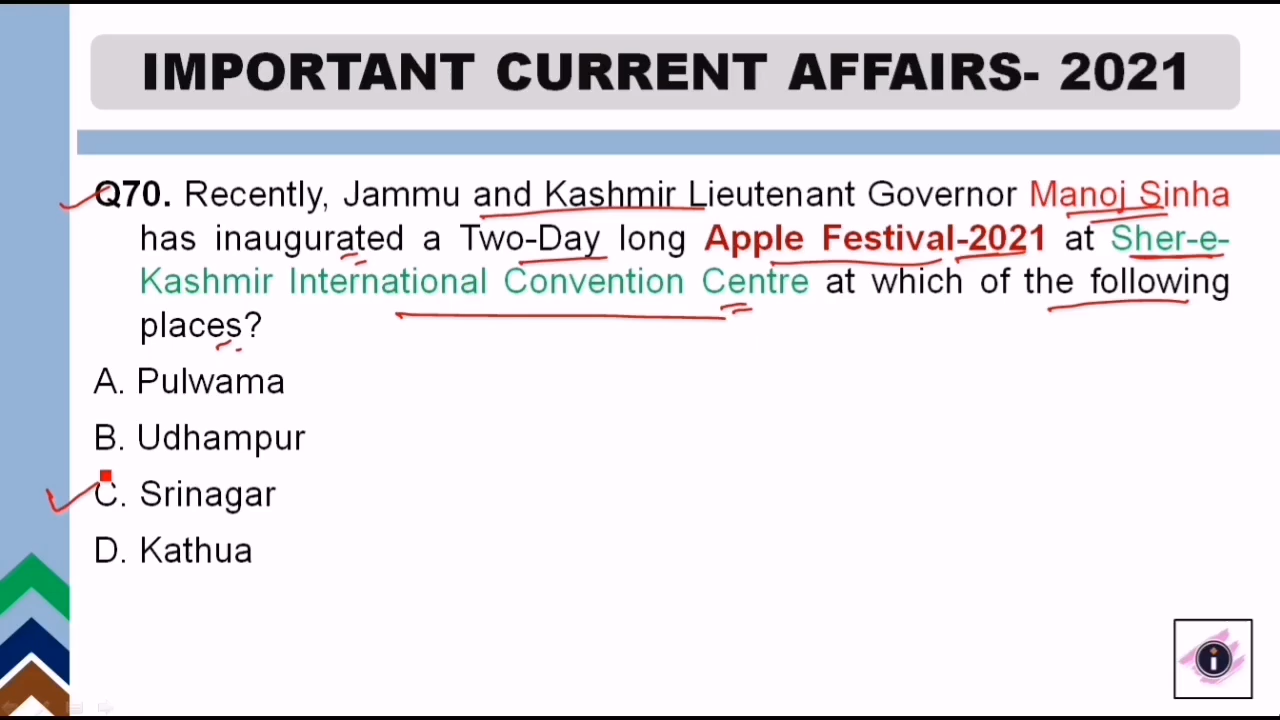 IMPORTANT CURRENT AFFAIRS- 2021
Q70. Recently, Jammu and Kashmir Lieutenant Governor Manoj Sinha
has inaugurated a Two-Day long Apple Festival-2021 at Sher-e-
Kashmir International Convention Centre at which of the following
places?
A. Pulwama
B. Udhampur
C. Srinagar
D. Kathua
i